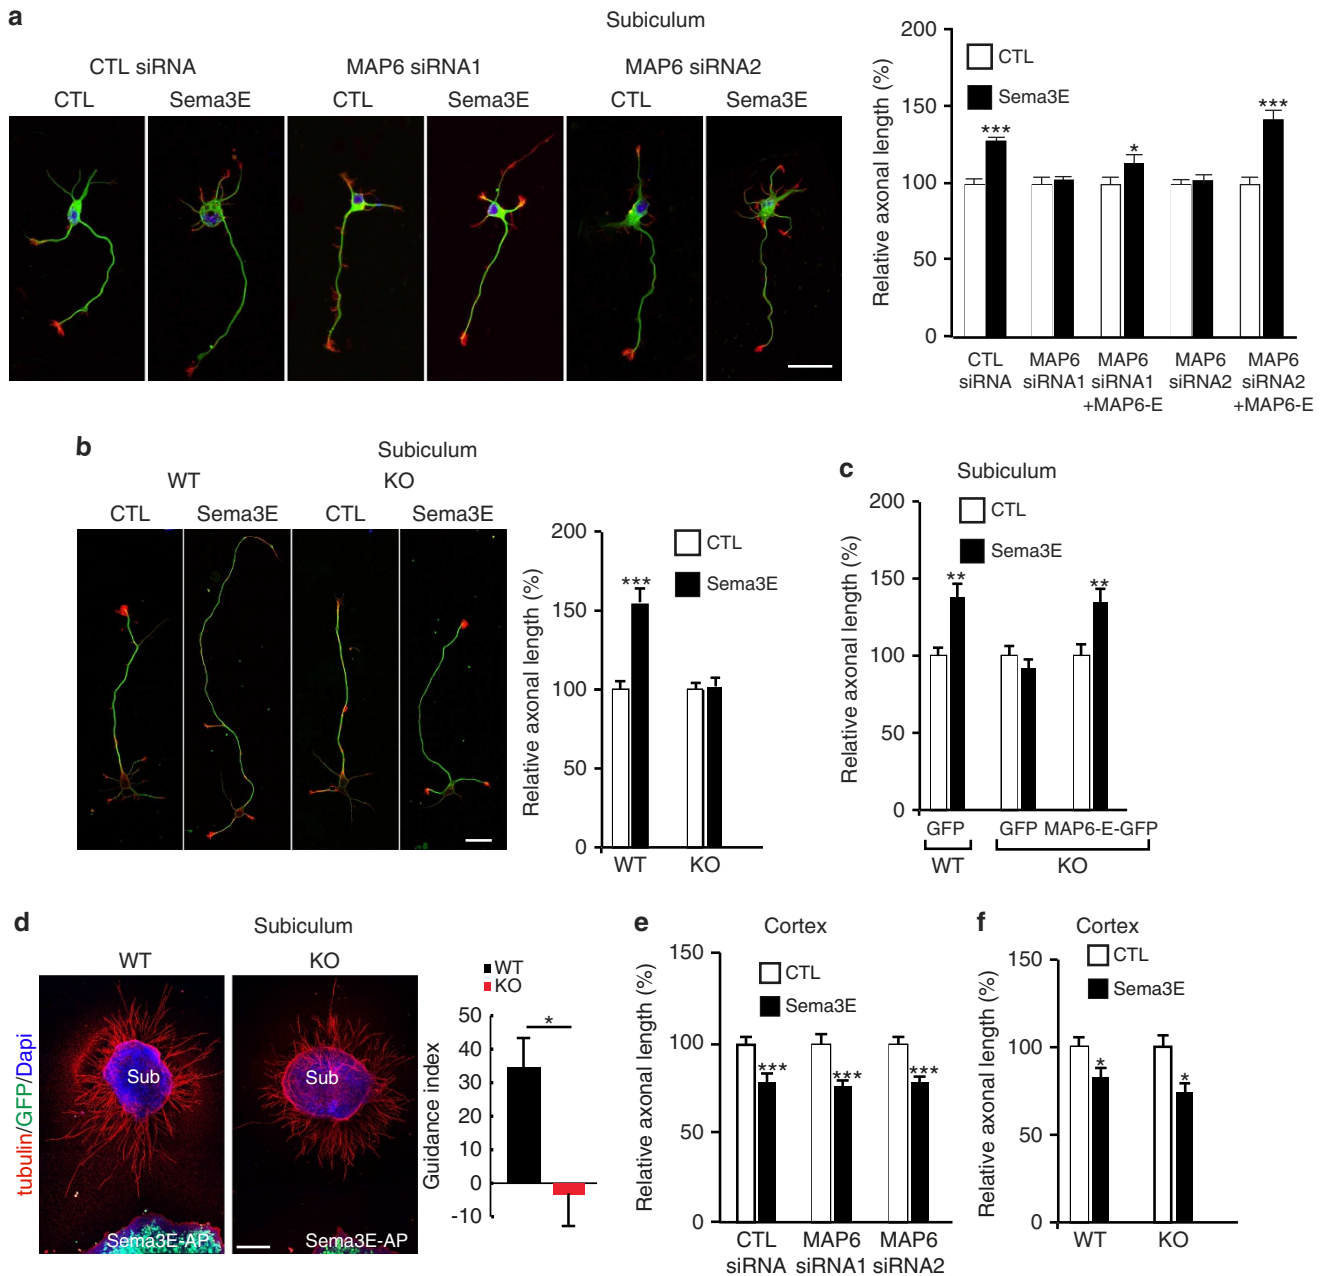 a
Subiculum
CTL siRNA MAP6 siRNA1 MAP6 siRNA2
CTL Sema3E CTL Sema3E CTL Sema3E
Relative axonal length (%)
200
150
100
50
0
CTL
Sema3E
***
*
***
CTL siRNA
MAP6 siRNA1
MAP6 siRNA1 +MAP6-E
MAP6 siRNA2
MAP6 siRNA2 +MAP6-E
b
Subiculum
WT KO
CTL Sema3E CTL Sema3E
Relative axonal length (%)
200
150
100
50
0
CTL
Sema3E
***
WT KO
c
Subiculum
CTL
Sema3E
Relative axonal length (%)
200
150
100
50
0
**
**
GFP GFP MAP6-E-GFP
WT KO
d
Subiculum
WT KO
tubulin/GFP/Dapi
Sub
Sub
Sema3E-AP
Sema3E-AP
WT
KO
Guidance index
50
40
30
20
10
0
-10
*
e
Cortex
CTL
Sema3E
Relative axonal length (%)
150
100
50
0
***
***
***
CTL siRNA
MAP6 siRNA1
MAP6 siRNA2
f
Cortex
CTL
Sema3E
Relative axonal length (%)
150
100
50
0
*
*
WT KO